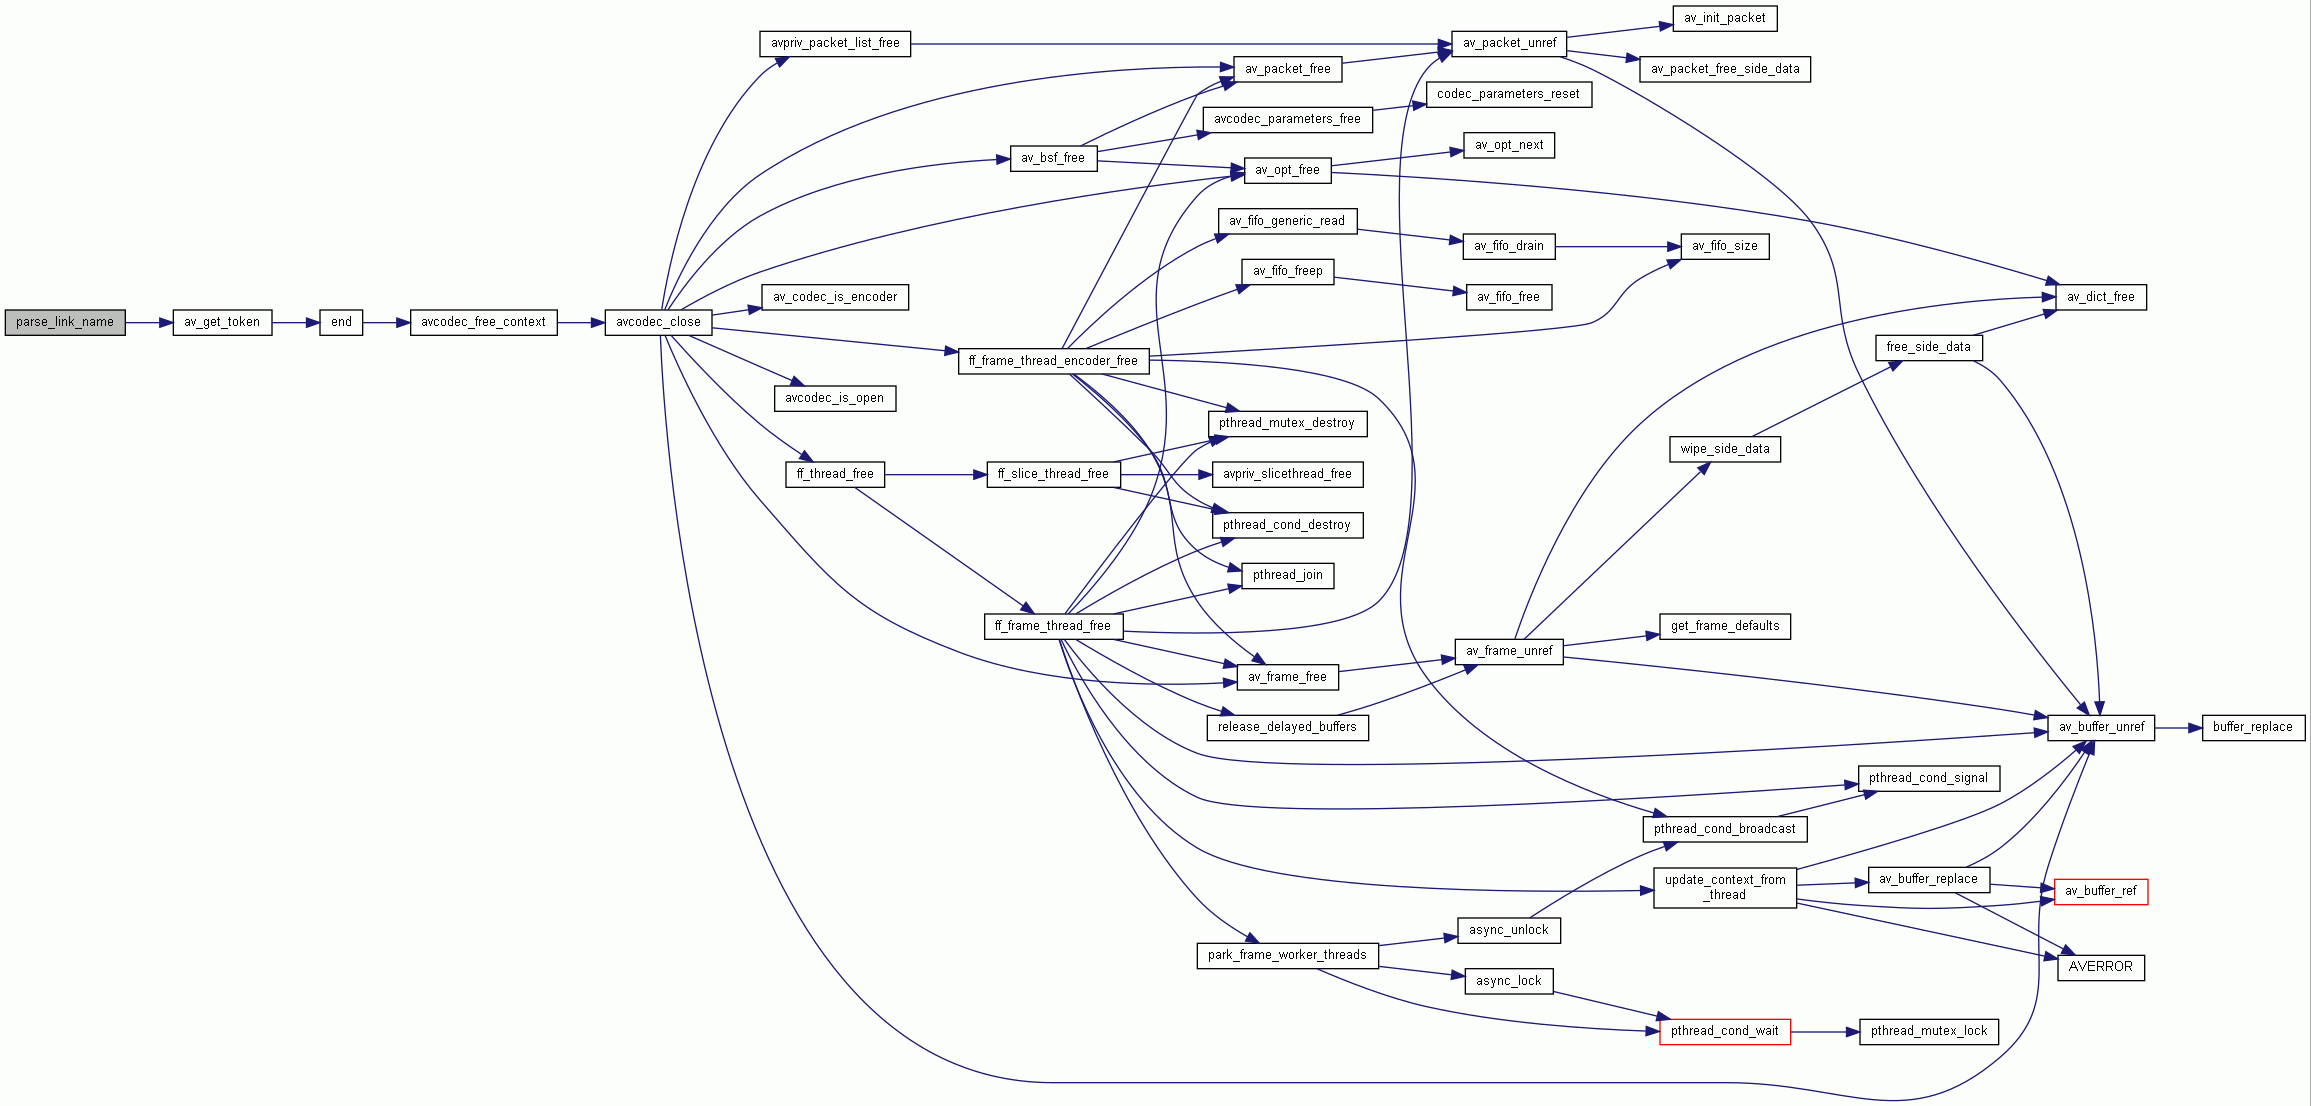 parse_link_name
av_get_token
end
avcodec_free_context
avcodec_close
avpriv_packet_list_free
av_codec_is_encoder
avcodec_is_open
ff_thread_free
av_bsf_free
ff_frame_thread_encoder_free
ff_slice_thread_free
ff_frame_thread_free
av_packet_free
avcodec_parameters_free
av_opt_free
av_fifo_generic_read
av_fifo_freep
pthread_mutex_destroy
avpriv_slicethread_free
pthread_cond_destroy
pthread_join
av_frame_free
release_delayed_buffers
park_frame_worker_threads
av_packet_unref
codec_parameters_reset
av_opt_next
av_fifo_drain
av_fifo_free
av_frame_unref
async_unlock
async_lock
av_init_packet
av_packet_free_side_data
av_fifo_size
wipe_side_data
get_frame_defaults
pthread_cond_broadcast
update_context_from
_thread
pthread_cond_wait
free_side_data
pthread_cond_signal
av_buffer_replace
pthread_mutex_lock
av_dict_free
av_buffer_unref
av_buffer_ref
AVERROR
buffer_replace